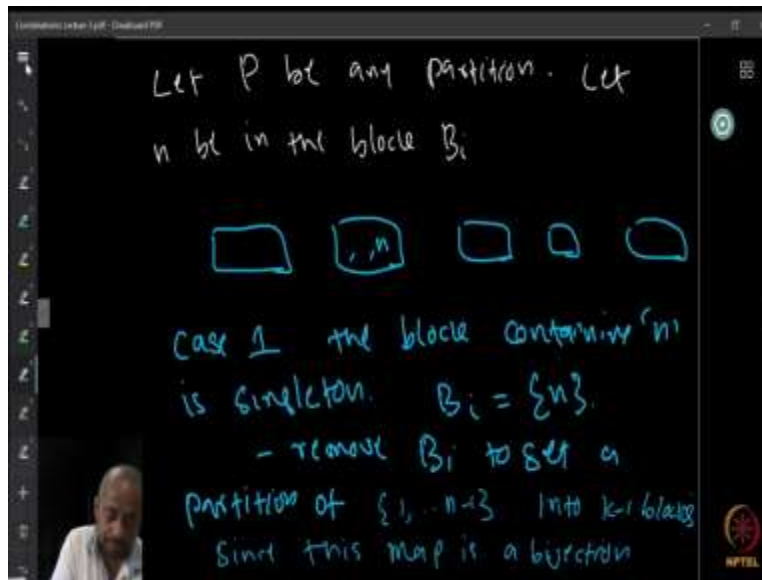 Let P be any partition. Let
n be in the block Bi
, , n
case 1 the block containing 'n'
is singleton. Bi = {n}.
- remove Bi to get a
partition of {1, .. n-1} into k-1 blocks
Since this map is a bijection
NPTEL